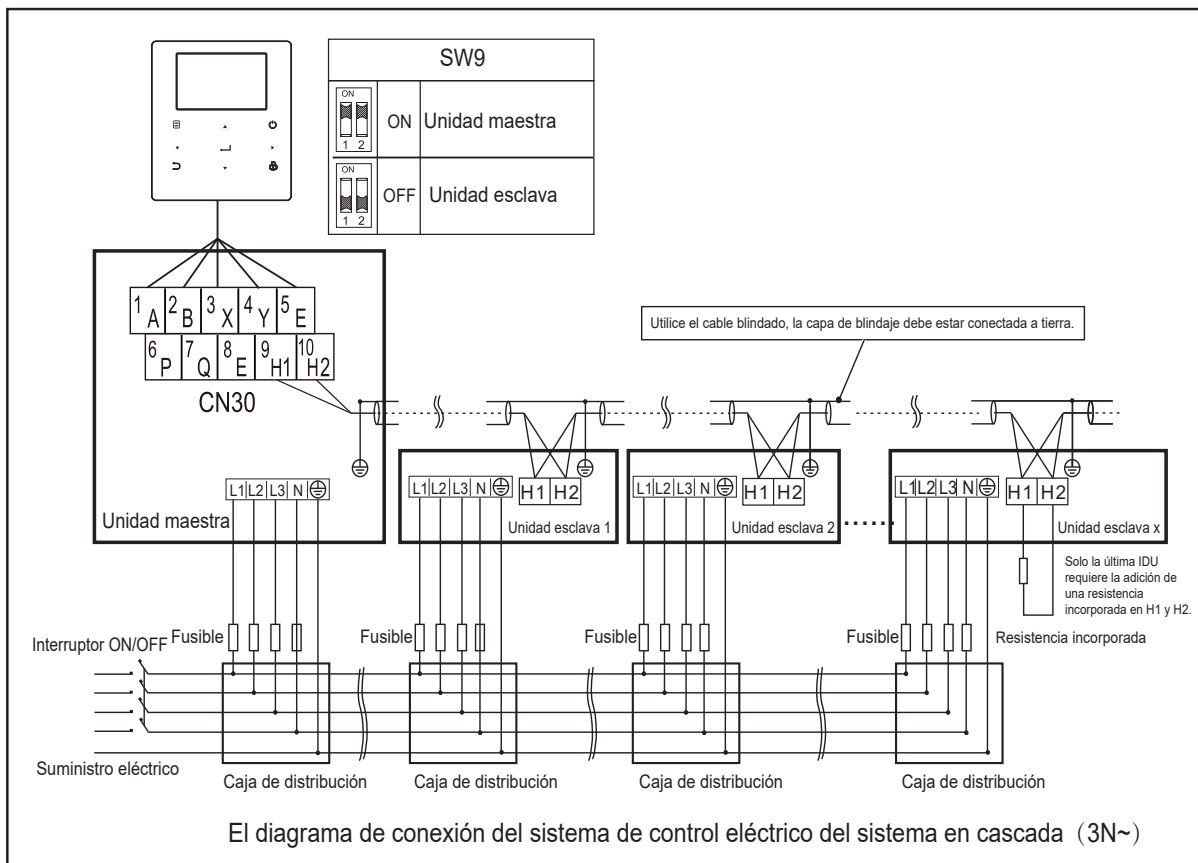 SW9
ON
1 2
ON
Unidad maestra
ON
1 2
OFF
Unidad esclava
1 A
2 B
3 X
4 Y
5 E
6 P
7 Q
8 E
9 H1
10 H2
CN30
Utilice el cable blindado, la capa de blindaje debe estar conectada a tierra.
L1 L2 L3 N
Unidad maestra
L1 L2 L3 N
H1 H2
Unidad esclava 1
L1 L2 L3 N
H1 H2
Unidad esclava 2
L1 L2 L3 N
H1 H2
Unidad esclava x
Solo la última IDU
requiere la adición de
una resistencia
incorporada en H1 y H2.
Interruptor ON/OFF
Fusible
Fusible
Fusible
Fusible
Resistencia incorporada
Suministro eléctrico
Caja de distribución
Caja de distribución
Caja de distribución
Caja de distribución
El diagrama de conexión del sistema de control eléctrico del sistema en cascada（3N~）